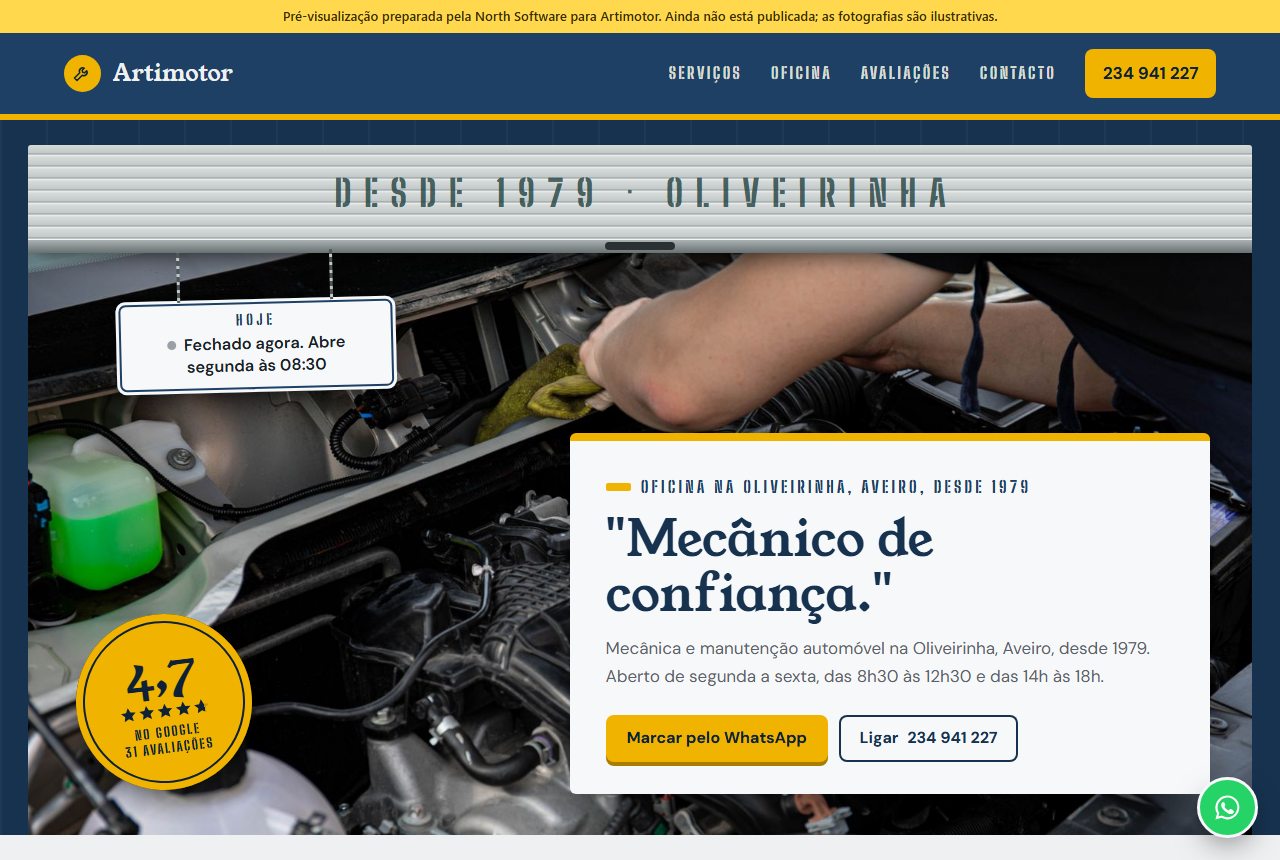 Pré-visualização preparada pela North Software para Artimotor. Ainda não está publicada; as fotografias são ilustrativas.
Artimotor
SERVIÇOS
OFICINA
AVALIAÇÕES
CONTACTO
234 941 227
DESDE 1979 · OLIVEIRINHA
HOJE
Fechado agora. Abre
segunda às 08:30
OFICINA NA OLIVEIRINHA, AVEIRO, DESDE 1979
"Mecânico de
confiança."
Mecânica e manutenção automóvel na Oliveirinha, Aveiro, desde 1979.
Aberto de segunda a sexta, das 8h30 às 12h30 e das 14h às 18h.
Marcar pelo WhatsApp
Ligar 234 941 227
4,7
NO GOOGLE
31 AVALIAÇÕES